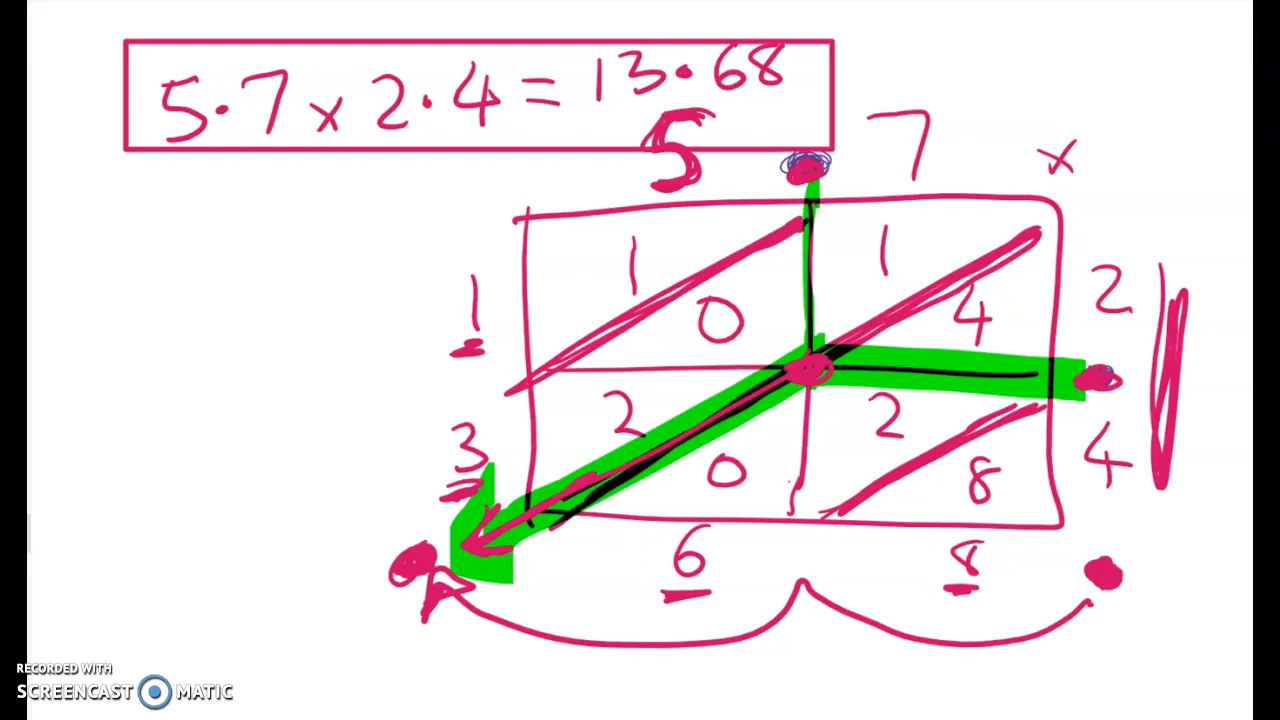 5·7 x 2·4 = 13·68
5 7 x
1 1
1 0 4 2
2 2
3 0 8 4
6 8
RECORDED WITH
SCREENCAST MATIC